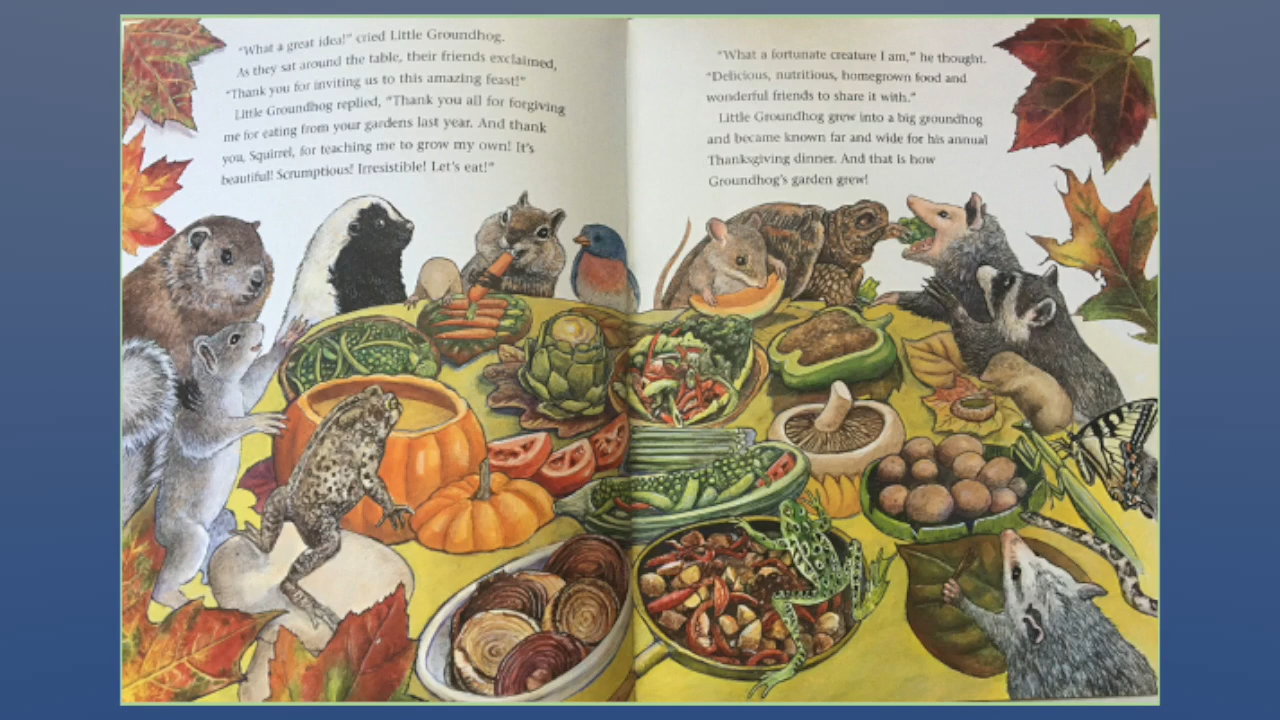 "What a great idea!" cried Little Groundhog.
As they sat around the table, their friends exclaimed,
"Thank you for inviting us to this amazing feast!"
Little Groundhog replied, "Thank you all for forgiving
me for eating from your gardens last year. And thank
you, Squirrel, for teaching me to grow my own! It's
beautiful! Scrumptious! Irresistible! Let's eat!"
"What a fortunate creature I am," he thought.
"Delicious, nutritious, homegrown food and
wonderful friends to share it with."
Little Groundhog grew into a big groundhog
and became known far and wide for his annual
Thanksgiving dinner. And that is how
Groundhog's garden grew!